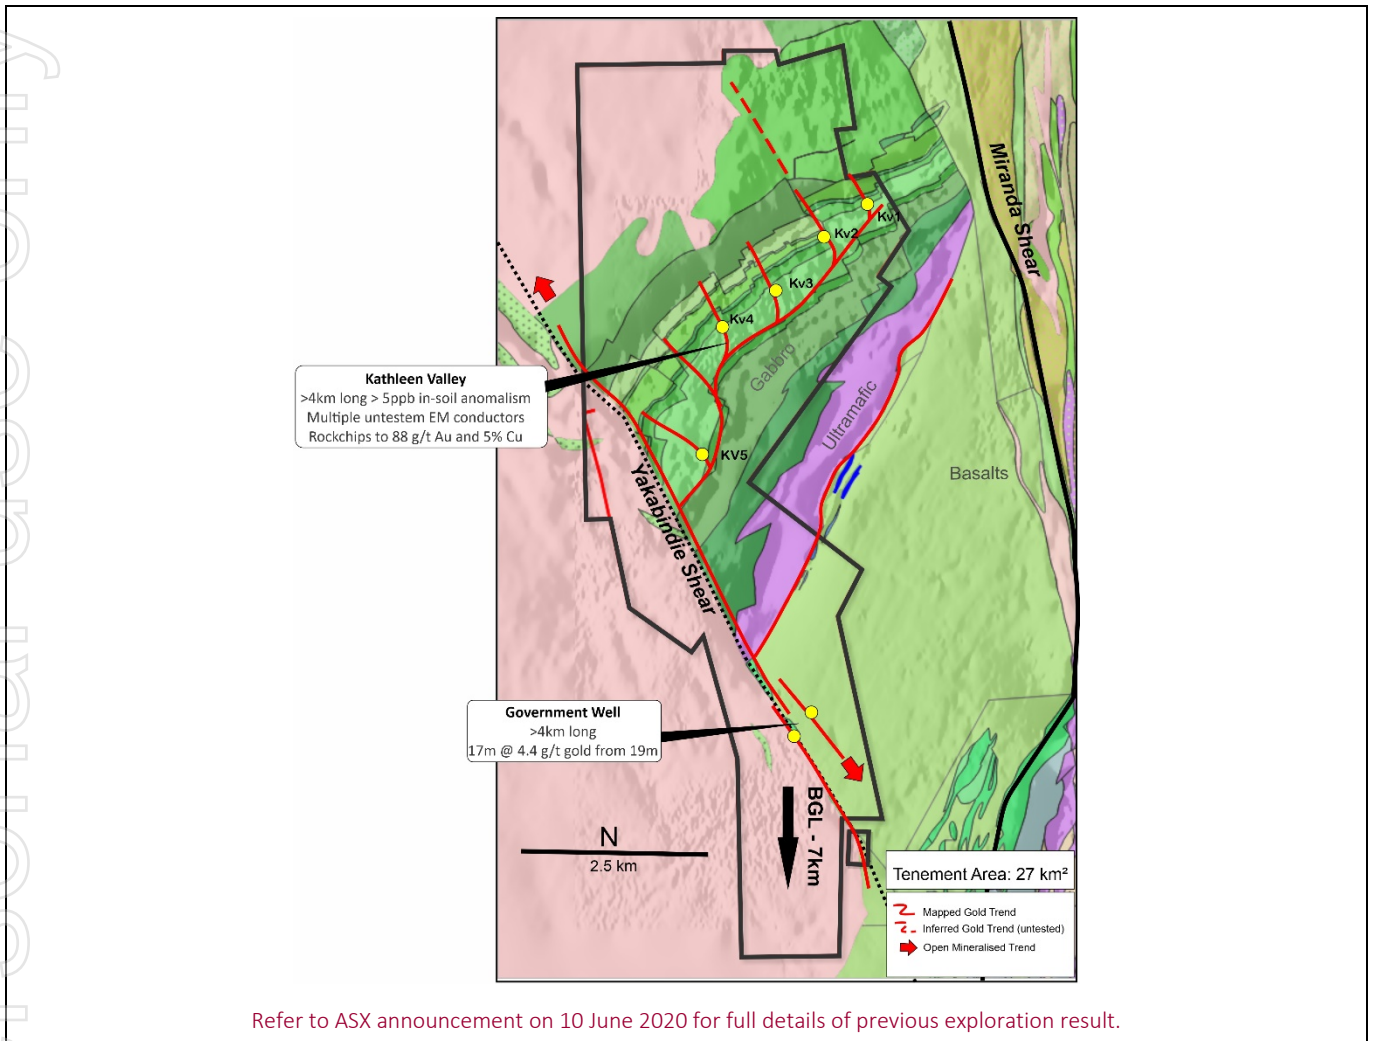 Miranda Shear
Kv1
Kv2
Kv3
Kv4
Gabbro
Kathleen Valley
>4km long > 5ppb in-soil anomalism
Multiple untestem EM conductors
Rockchips to 88 g/t Au and 5% Cu
Ultramafic
KV5
Basalts
Yakabindie Shear
Government Well
>4km long
17m @ 4.4 g/t gold from 19m
BGL - 7km
N
2.5 km
Tenement Area: 27 km²
Mapped Gold Trend
Inferred Gold Trend (untested)
Open Mineralised Trend
Refer to ASX announcement on 10 June 2020 for full details of previous exploration result.